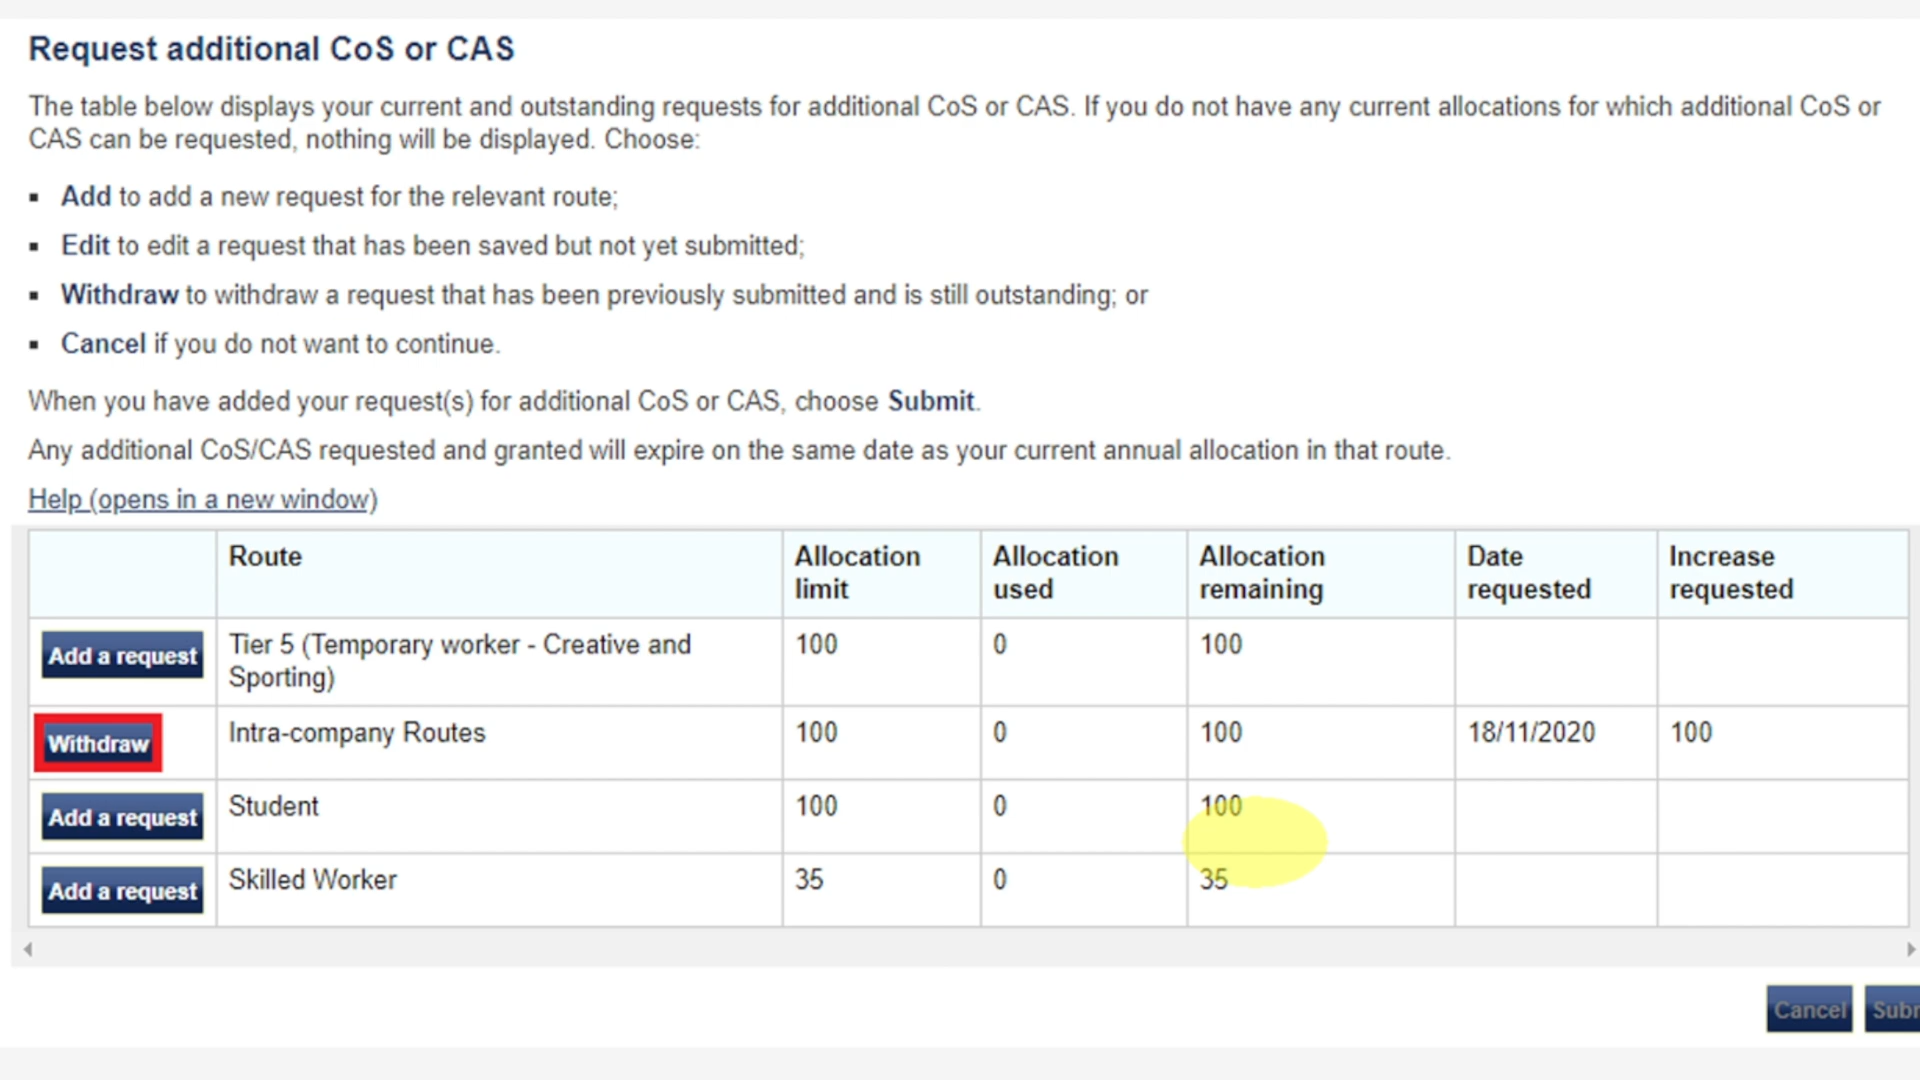 Request additional CoS or CAS
The table below displays your current and outstanding requests for additional CoS or CAS. If you do not have any current allocations for which additional CoS or
CAS can be requested, nothing will be displayed. Choose:
▪ Add to add a new request for the relevant route;
▪ Edit to edit a request that has been saved but not yet submitted;
▪ Withdraw to withdraw a request that has been previously submitted and is still outstanding; or
▪ Cancel if you do not want to continue.
When you have added your request(s) for additional CoS or CAS, choose Submit.
Any additional CoS/CAS requested and granted will expire on the same date as your current annual allocation in that route.
Help (opens in a new window)
Route Allocation limit Allocation used Allocation remaining Date requested Increase requested
Add a request Tier 5 (Temporary worker - Creative and Sporting) 100 0 100
Withdraw Intra-company Routes 100 0 100 18/11/2020 100
Add a request Student 100 0 100
Add a request Skilled Worker 35 0 35
Cancel